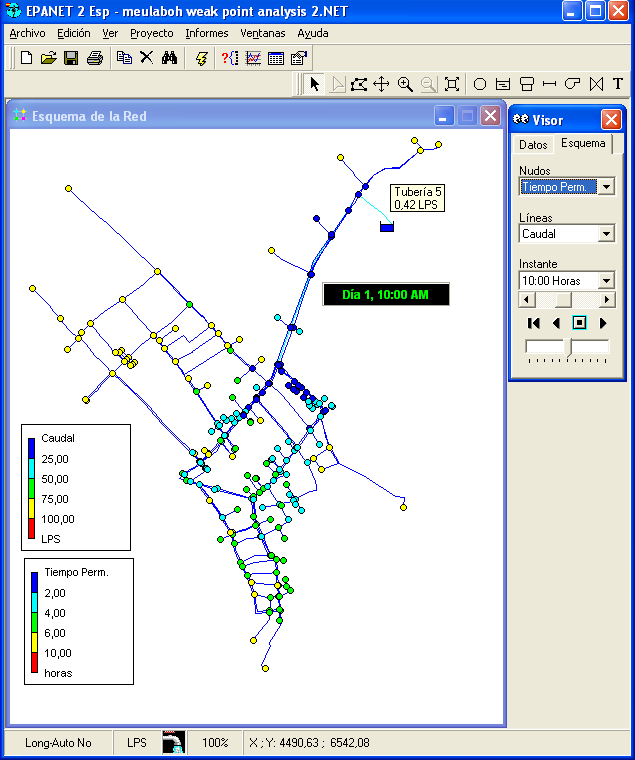 EPANET 2 Esp - meulaboh weak point analysis 2.NET
Archivo Edición Ver Proyecto Informes Ventanas Ayuda
Esquema de la Red
Tubería 5
0,42 LPS
Día 1, 10:00 AM
Caudal
25,00
50,00
75,00
100,00
LPS
Tiempo Perm.
2,00
4,00
6,00
10,00
horas
Visor
Datos Esquema
Nudos
Tiempo Perm.
Líneas
Caudal
Instante
10:00 Horas
Long-Auto No LPS 100% X ; Y: 4490,63 ; 6542,08